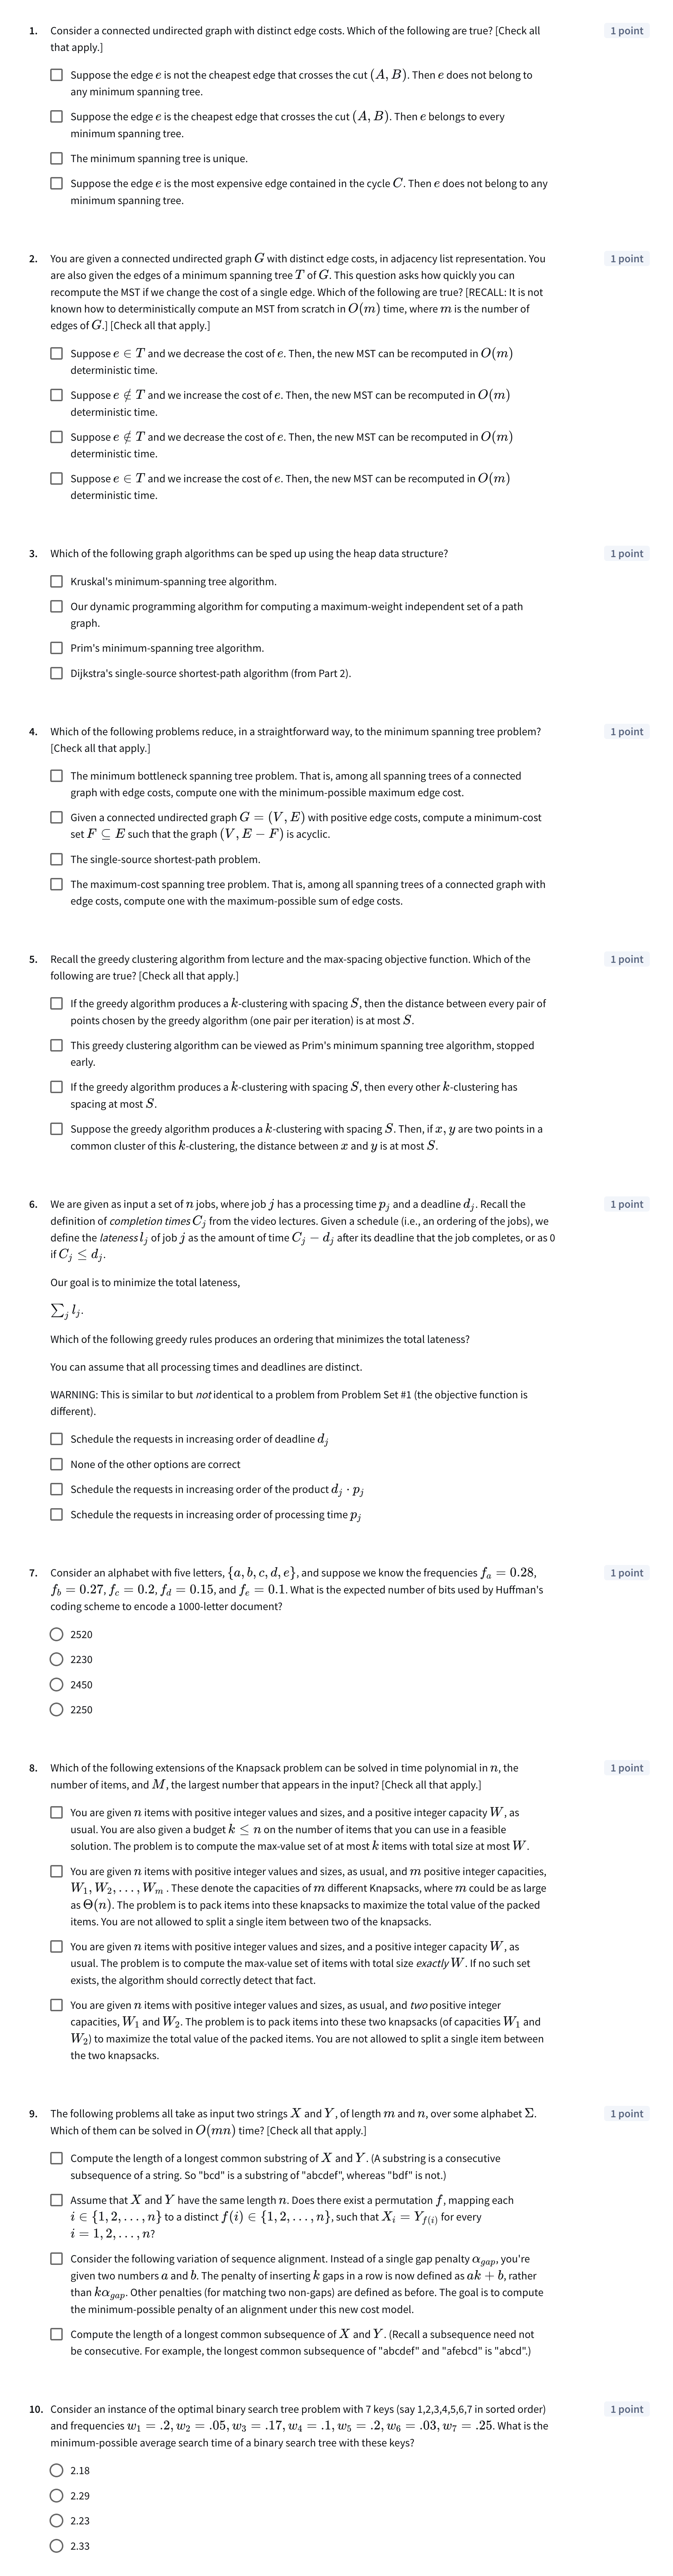 1. Consider a connected undirected graph with distinct edge costs. Which of the following are true? [Check all
that apply.]
1 point
Suppose the edge e is not the cheapest edge that crosses the cut (A, B). Then e does not belong to
any minimum spanning tree.
Suppose the edge e is the cheapest edge that crosses the cut (A, B). Then e belongs to every
minimum spanning tree.
The minimum spanning tree is unique.
Suppose the edge e is the most expensive edge contained in the cycle C. Then e does not belong to any
minimum spanning tree.
2. You are given a connected undirected graph G with distinct edge costs, in adjacency list representation. You
are also given the edges of a minimum spanning tree T of G. This question asks how quickly you can
recompute the MST if we change the cost of a single edge. Which of the following are true? [RECALL: It is not
known how to deterministically compute an MST from scratch in O(m) time, where m is the number of
edges of G.] [Check all that apply.]
1 point
Suppose e ∈ T and we decrease the cost of e. Then, the new MST can be recomputed in O(m)
deterministic time.
Suppose e ∉ T and we increase the cost of e. Then, the new MST can be recomputed in O(m)
deterministic time.
Suppose e ∉ T and we decrease the cost of e. Then, the new MST can be recomputed in O(m)
deterministic time.
Suppose e ∈ T and we increase the cost of e. Then, the new MST can be recomputed in O(m)
deterministic time.
3. Which of the following graph algorithms can be sped up using the heap data structure?
1 point
Kruskal's minimum-spanning tree algorithm.
Our dynamic programming algorithm for computing a maximum-weight independent set of a path
graph.
Prim's minimum-spanning tree algorithm.
Dijkstra's single-source shortest-path algorithm (from Part 2).
4. Which of the following problems reduce, in a straightforward way, to the minimum spanning tree problem?
[Check all that apply.]
1 point
The minimum bottleneck spanning tree problem. That is, among all spanning trees of a connected
graph with edge costs, compute one with the minimum-possible maximum edge cost.
Given a connected undirected graph G = (V, E) with positive edge costs, compute a minimum-cost
set F ⊆ E such that the graph (V, E − F) is acyclic.
The single-source shortest-path problem.
The maximum-cost spanning tree problem. That is, among all spanning trees of a connected graph with
edge costs, compute one with the maximum-possible sum of edge costs.
5. Recall the greedy clustering algorithm from lecture and the max-spacing objective function. Which of the
following are true? [Check all that apply.]
1 point
If the greedy algorithm produces a k-clustering with spacing S, then the distance between every pair of
points chosen by the greedy algorithm (one pair per iteration) is at most S.
This greedy clustering algorithm can be viewed as Prim's minimum spanning tree algorithm, stopped
early.
If the greedy algorithm produces a k-clustering with spacing S, then every other k-clustering has
spacing at most S.
Suppose the greedy algorithm produces a k-clustering with spacing S. Then, if x, y are two points in a
common cluster of this k-clustering, the distance between x and y is at most S.
6. We are given as input a set of n jobs, where job j has a processing time p_j and a deadline d_j. Recall the
definition of completion times C_j from the video lectures. Given a schedule (i.e., an ordering of the jobs), we
define the lateness l_j of job j as the amount of time C_j − d_j after its deadline that the job completes, or as 0
if C_j ≤ d_j.
1 point
Our goal is to minimize the total lateness,
∑_j l_j.
Which of the following greedy rules produces an ordering that minimizes the total lateness?
You can assume that all processing times and deadlines are distinct.
WARNING: This is similar to but not identical to a problem from Problem Set #1 (the objective function is
different).
Schedule the requests in increasing order of deadline d_j
None of the other options are correct
Schedule the requests in increasing order of the product d_j · p_j
Schedule the requests in increasing order of processing time p_j
7. Consider an alphabet with five letters, {a, b, c, d, e}, and suppose we know the frequencies f_a = 0.28,
f_b = 0.27, f_c = 0.2, f_d = 0.15, and f_e = 0.1. What is the expected number of bits used by Huffman's
coding scheme to encode a 1000-letter document?
1 point
2520
2230
2450
2250
8. Which of the following extensions of the Knapsack problem can be solved in time polynomial in n, the
number of items, and M, the largest number that appears in the input? [Check all that apply.]
1 point
You are given n items with positive integer values and sizes, and a positive integer capacity W, as
usual. You are also given a budget k ≤ n on the number of items that you can use in a feasible
solution. The problem is to compute the max-value set of at most k items with total size at most W.
You are given n items with positive integer values and sizes, as usual, and m positive integer capacities,
W_1, W_2, . . . , W_m. These denote the capacities of m different Knapsacks, where m could be as large
as Θ(n). The problem is to pack items into these knapsacks to maximize the total value of the packed
items. You are not allowed to split a single item between two of the knapsacks.
You are given n items with positive integer values and sizes, and a positive integer capacity W, as
usual. The problem is to compute the max-value set of items with total size exactly W. If no such set
exists, the algorithm should correctly detect that fact.
You are given n items with positive integer values and sizes, as usual, and two positive integer
capacities, W_1 and W_2. The problem is to pack items into these two knapsacks (of capacities W_1 and
W_2) to maximize the total value of the packed items. You are not allowed to split a single item between
the two knapsacks.
9. The following problems all take as input two strings X and Y, of length m and n, over some alphabet Σ.
Which of them can be solved in O(mn) time? [Check all that apply.]
1 point
Compute the length of a longest common substring of X and Y. (A substring is a consecutive
subsequence of a string. So "bcd" is a substring of "abcdef", whereas "bdf" is not.)
Assume that X and Y have the same length n. Does there exist a permutation f, mapping each
i ∈ {1, 2, . . . , n} to a distinct f(i) ∈ {1, 2, . . . , n}, such that X_i = Y_{f(i)} for every
i = 1, 2, . . . , n?
Consider the following variation of sequence alignment. Instead of a single gap penalty α_gap, you're
given two numbers a and b. The penalty of inserting k gaps in a row is now defined as ak + b, rather
than kα_gap. Other penalties (for matching two non-gaps) are defined as before. The goal is to compute
the minimum-possible penalty of an alignment under this new cost model.
Compute the length of a longest common subsequence of X and Y. (Recall a subsequence need not
be consecutive. For example, the longest common subsequence of "abcdef" and "afebcd" is "abcd".)
10. Consider an instance of the optimal binary search tree problem with 7 keys (say 1,2,3,4,5,6,7 in sorted order)
and frequencies w_1 = .2, w_2 = .05, w_3 = .17, w_4 = .1, w_5 = .2, w_6 = .03, w_7 = .25. What is the
minimum-possible average search time of a binary search tree with these keys?
1 point
2.18
2.29
2.23
2.33